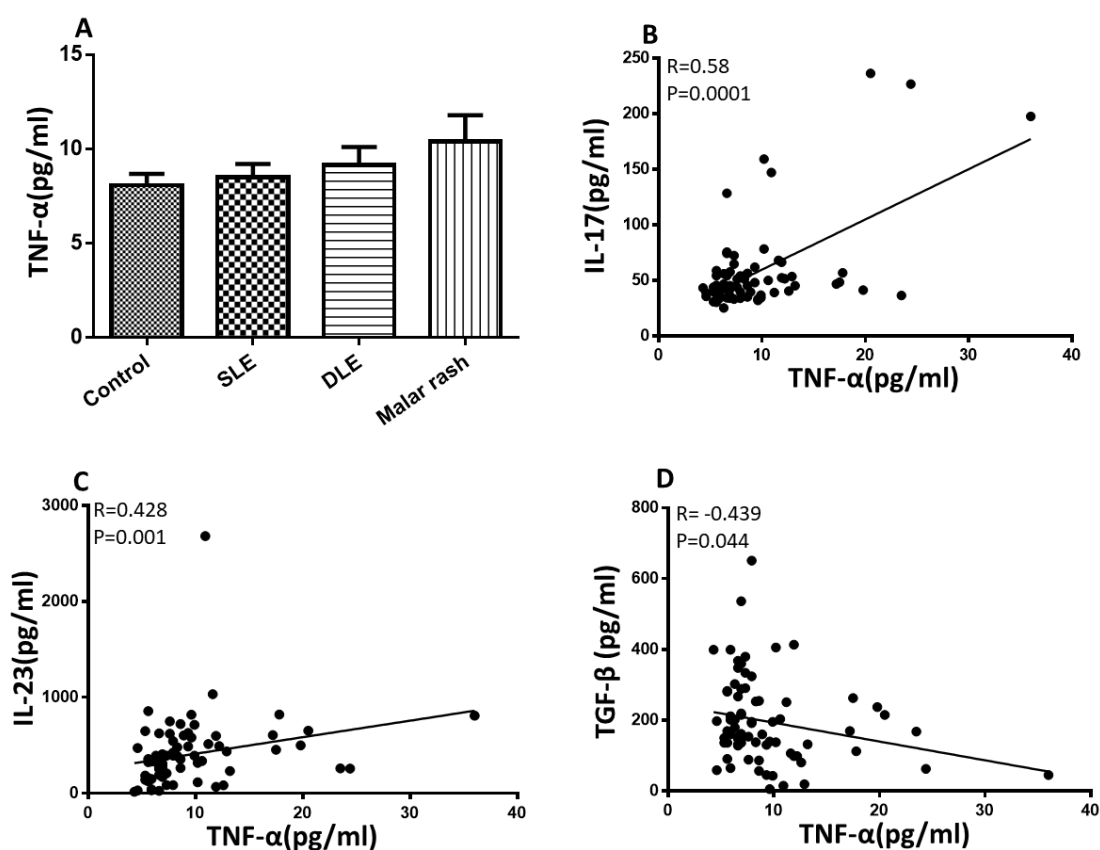 A
15
10
5
0
TNF-α(pg/ml)
Control
SLE
DLE
Malar rash
B
R=0.58
P=0.0001
250
200
150
100
50
0
IL-17(pg/ml)
0 10 20 30 40
TNF-α(pg/ml)
C
R=0.428
P=0.001
3000
2000
1000
0
IL-23(pg/ml)
0 10 20 30 40
TNF-α(pg/ml)
D
R= -0.439
P=0.044
800
600
400
200
0
TGF-β (pg/ml)
0 10 20 30 40
TNF-α(pg/ml)